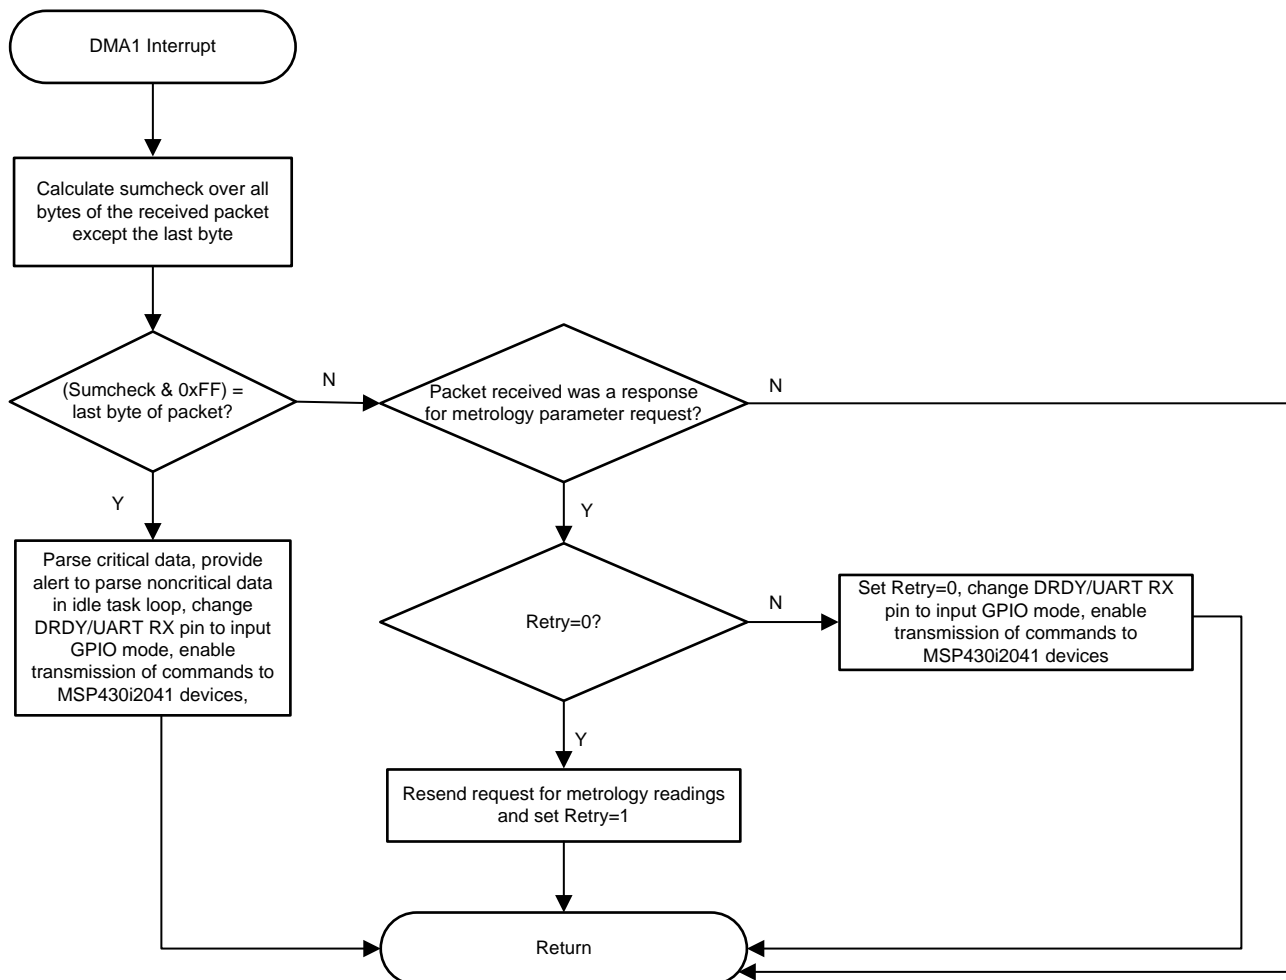 DMA1 Interrupt
Calculate sumcheck over all
bytes of the received packet
except the last byte
(Sumcheck & 0xFF) =
last byte of packet?
N
Packet received was a response
for metrology parameter request?
N
Y
Y
Parse critical data, provide
alert to parse noncritical data
in idle task loop, change
DRDY/UART RX pin to input
GPIO mode, enable
transmission of commands to
MSP430i2041 devices,
Retry=0?
N
Set Retry=0, change DRDY/UART RX
pin to input GPIO mode, enable
transmission of commands to
MSP430i2041 devices
Y
Resend request for metrology readings
and set Retry=1
Return